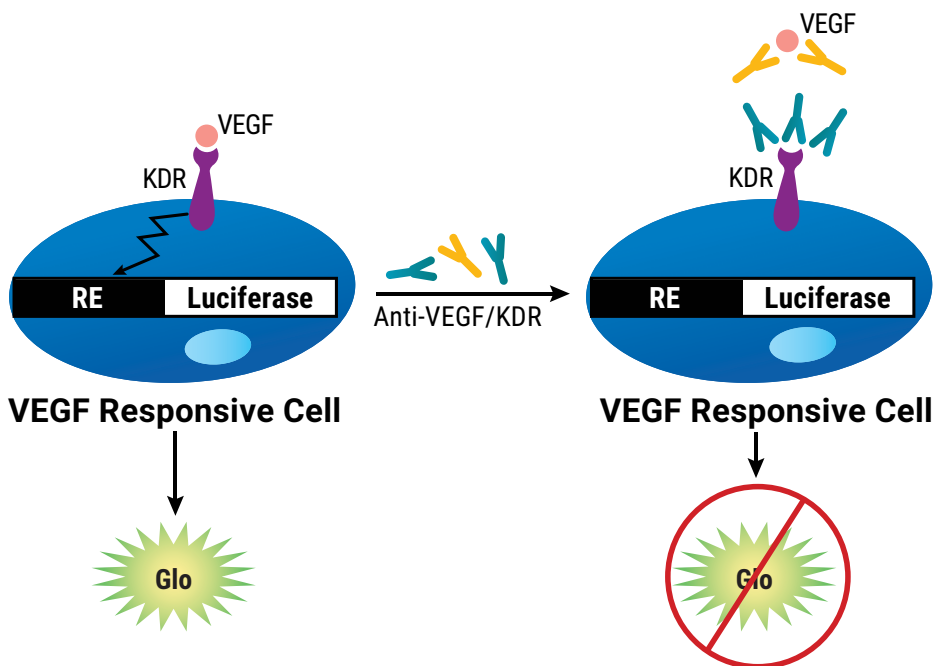 VEGF
KDR
RE
Luciferase
VEGF Responsive Cell
Glo
Anti-VEGF/KDR
VEGF
KDR
RE
Luciferase
VEGF Responsive Cell
Glo